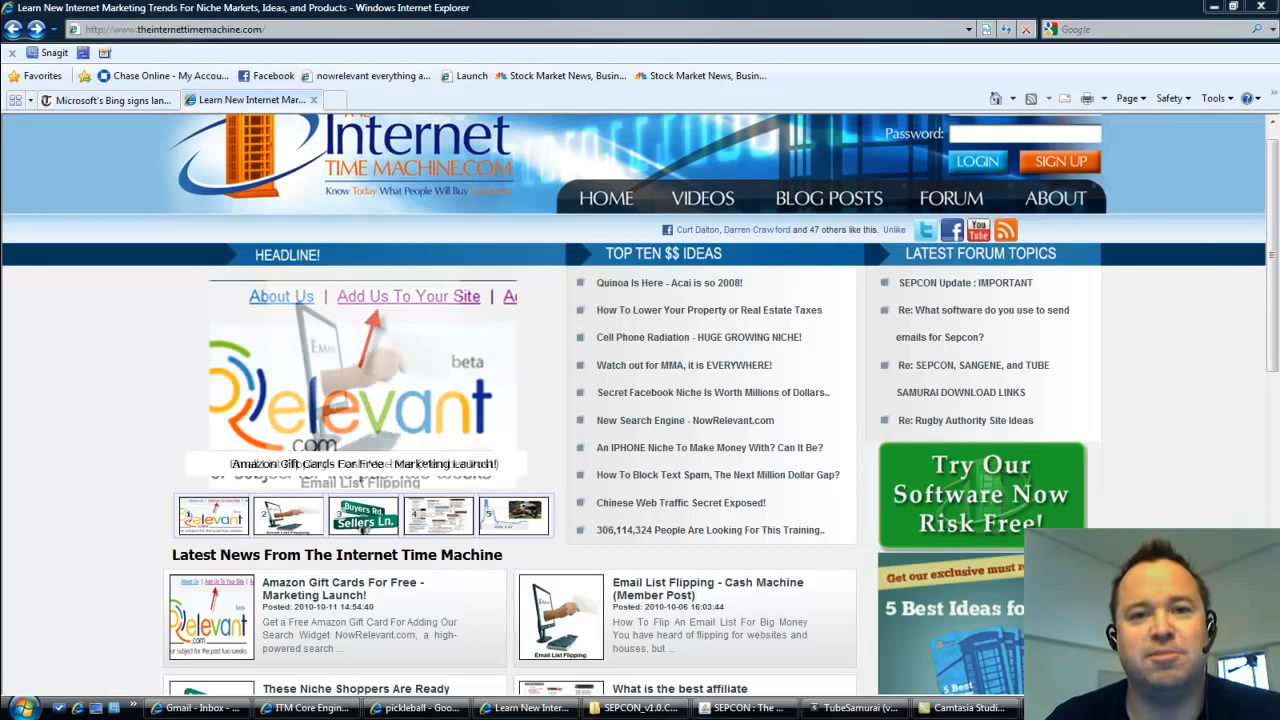 Learn New Internet Marketing Trends For Niche Markets, Ideas, and Products - Windows Internet Explorer
http://www.theinternettimemachine.com/
Google
Snagit
Favorites
Chase Online - My Accou...
Facebook
nowrelevant everything a...
Launch
Stock Market News, Busin...
Stock Market News, Busin...
Microsoft's Bing signs lan...
Learn New Internet Mar...
Page
Safety
Tools
THE
Internet
TIME MACHINE.COM
Know Today What People Will Buy
Password:
LOGIN
SIGN UP
HOME
VIDEOS
BLOG POSTS
FORUM
ABOUT
Curt Dalton, Darren Crawford and 47 others like this. Unlike
You
Tube
HEADLINE!
TOP TEN $$ IDEAS
LATEST FORUM TOPICS
About Us | Add Us To Your Site |
EMAIL
beta
Relevant
.com
Amazon Gift Cards For Free - Marketing Launch!
Email List Flipping
1
2
3
4
5
Buyers Rd.
Sellers Ln.
Quinoa Is Here - Acai is so 2008!
How To Lower Your Property or Real Estate Taxes
Cell Phone Radiation - HUGE GROWING NICHE!
Watch out for MMA, it is EVERYWHERE!
Secret Facebook Niche Is Worth Millions of Dollars..
New Search Engine - NowRelevant.com
An IPHONE Niche To Make Money With? Can It Be?
How To Block Text Spam, The Next Million Dollar Gap?
Chinese Web Traffic Secret Exposed!
306,114,324 People Are Looking For This Training..
SEPCON Update : IMPORTANT
Re: What software do you use to send
emails for Sepcon?
Re: SEPCON, SANGENE, and TUBE
SAMURAI DOWNLOAD LINKS
Re: Rugby Authority Site Ideas
Try Our
Software Now
Risk Free!
Get our exclusive must r
5 Best Ideas fo
Latest News From The Internet Time Machine
Amazon Gift Cards For Free -
Marketing Launch!
Posted: 2010-10-11 14:54:40
Get a Free Amazon Gift Card For Adding Our
Search Widget NowRelevant.com, a high-
powered search ...
Email List Flipping - Cash Machine
(Member Post)
Posted: 2010-10-06 16:03:44
How To Flip An Email List For Big Money
You have heard of flipping for websites and
houses, but ...
Email List Flipping
These Niche Shoppers Are Ready
What is the best affiliate
Gmail - Inbox - ...
ITM Core Engin...
pickleball - Goo...
Learn New Inter...
SEPCON_v1.0.C...
SEPCON : The ...
TubeSamurai (v...
Camtasia Studi...